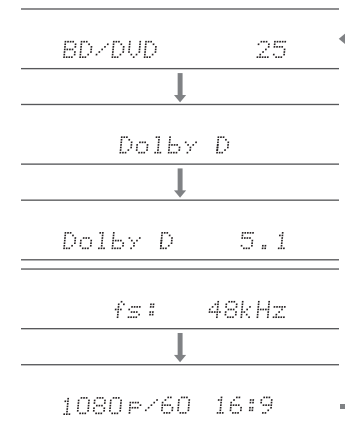 BD/DVD 25
Dolby D
Dolby D 5.1
fs: 48kHz
1080p/60 16:9